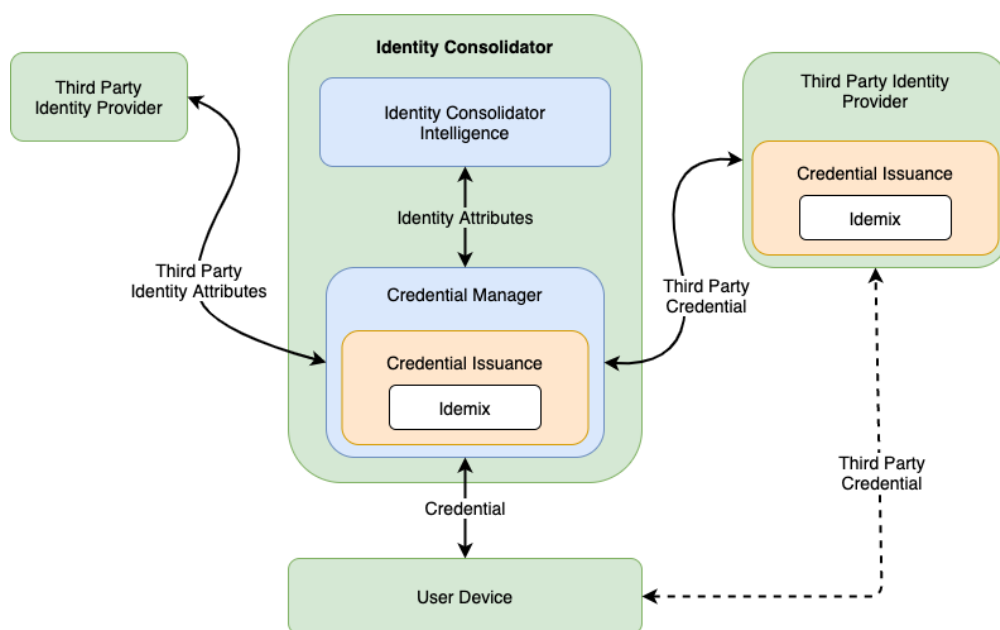 Identity Consolidator
Third Party
Identity Provider
Identity Consolidator
Intelligence
Third Party Identity
Provider
Credential Issuance
Idemix
Identity Attributes
Third Party
Identity Attributes
Credential Manager
Third Party
Credential
Credential Issuance
Idemix
Third Party
Credential
Credential
User Device